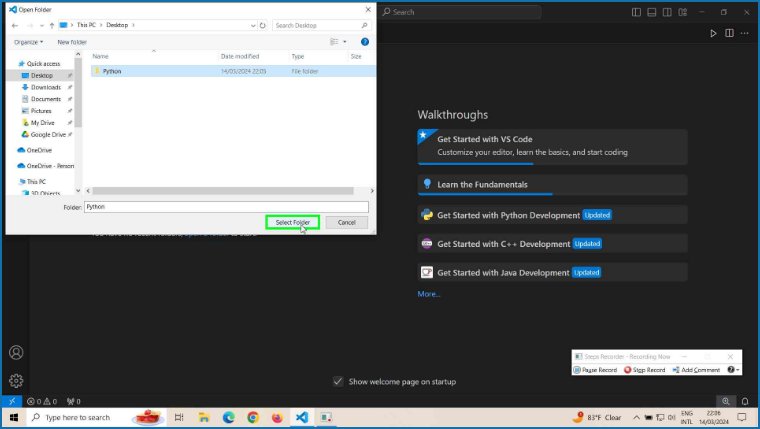 Open Folder
Search
This PC > Desktop >
Search Desktop
Organize
New folder
Name
Date modified
Type
Size
Quick access
Desktop
Downloads
Documents
Pictures
My Drive
Google Drive
OneDrive
OneDrive - Person
This PC
3D Objects
Python
14/03/2024 22:05
File folder
Folder:
Python
Select Folder
Cancel
Walkthroughs
Get Started with VS Code
Customize your editor, learn the basics, and start coding
Learn the Fundamentals
Get Started with Python Development Updated
Get Started with C++ Development Updated
Get Started with Java Development Updated
More...
Steps Recorder - Recording Now
Pause Record
Stop Record
Add Comment
Show welcome page on startup
0 0
0
Type here to search
83°F Clear
ENG
INTL
22:06
14/03/2024